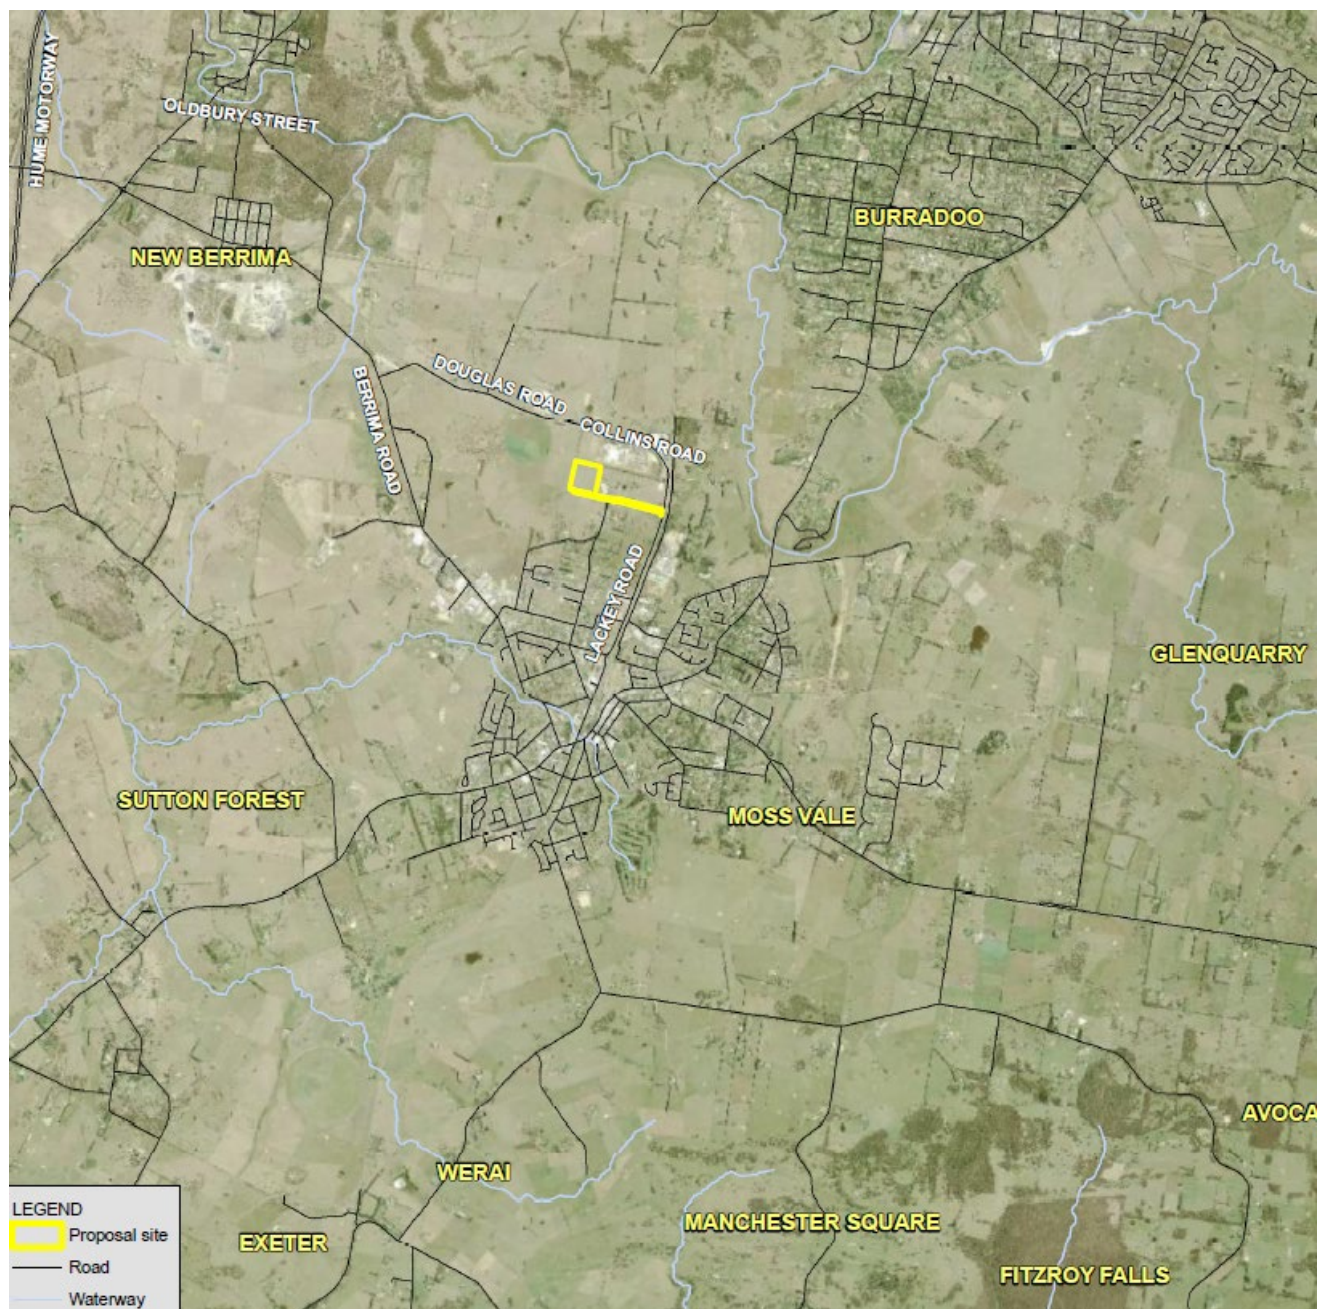 HUME MOTORWAY
OLDBURY STREET
BURRADOO
NEW BERRIMA
DOUGLAS ROAD
COLLINS ROAD
BERRIMA ROAD
LACKEY ROAD
GLENQUARRY
SUTTON FOREST
MOSS VALE
AVOCA
WERAI
MANCHESTER SQUARE
EXETER
FITZROY FALLS
LEGEND
Proposal site
Road
Waterway